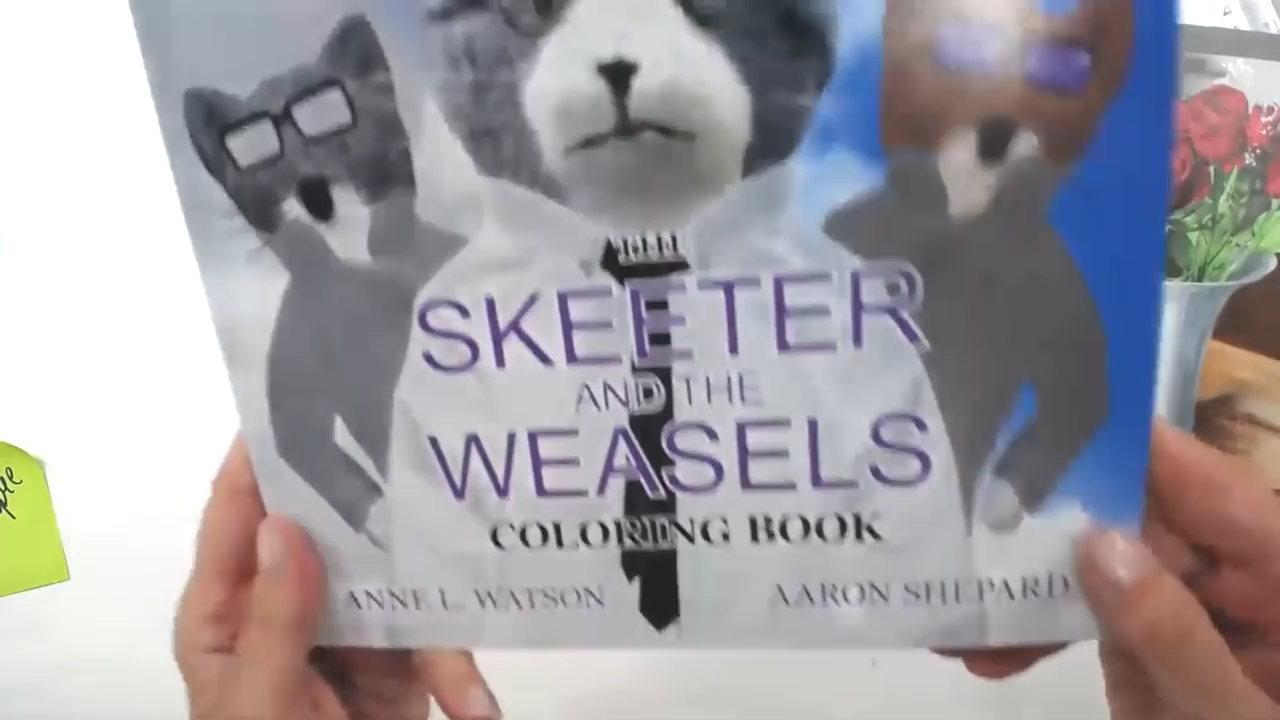 THE
SKEETER
AND THE
WEASELS
COLORING BOOK
ANNE L. WATSON
AARON SHEPARD